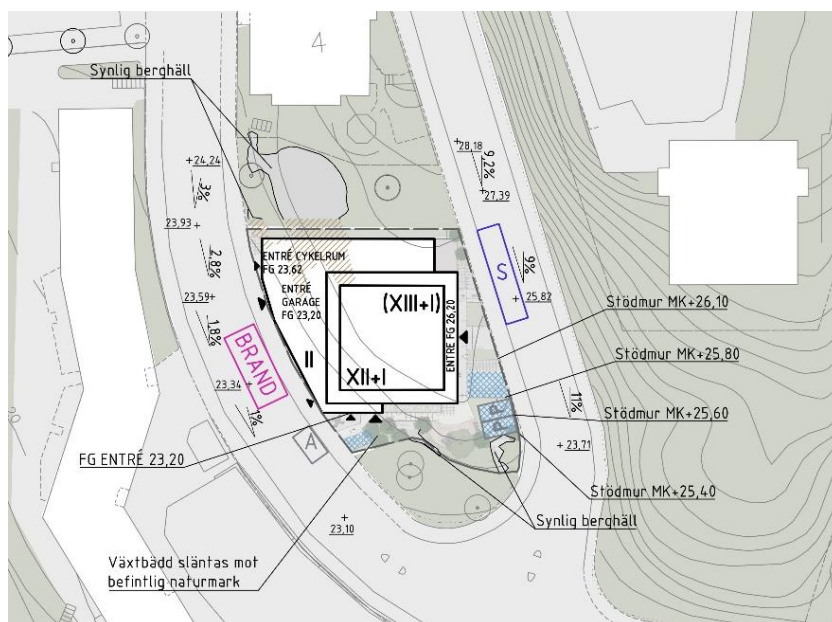 4
Synlig berghäll
24,24
3%
23,93
2,8%
23,59
1,8%
BRAND
23,34
1%
A
FG ENTRÉ 23,20
23,10
Växtbädd släntas mot
befintlig naturmark
ENTRÉ CYKELRUM
FG 23,62
ENTRÉ
GARAGE
FG 23,20
II
(XIII+I)
XII+I
ENTRÉ FG 26,20
28,18
9,2%
27,39
S
9%
25,82
11%
23,71
P
P
Stödmur MK+26,10
Stödmur MK+25,80
Stödmur MK+25,60
Stödmur MK+25,40
Synlig berghäll